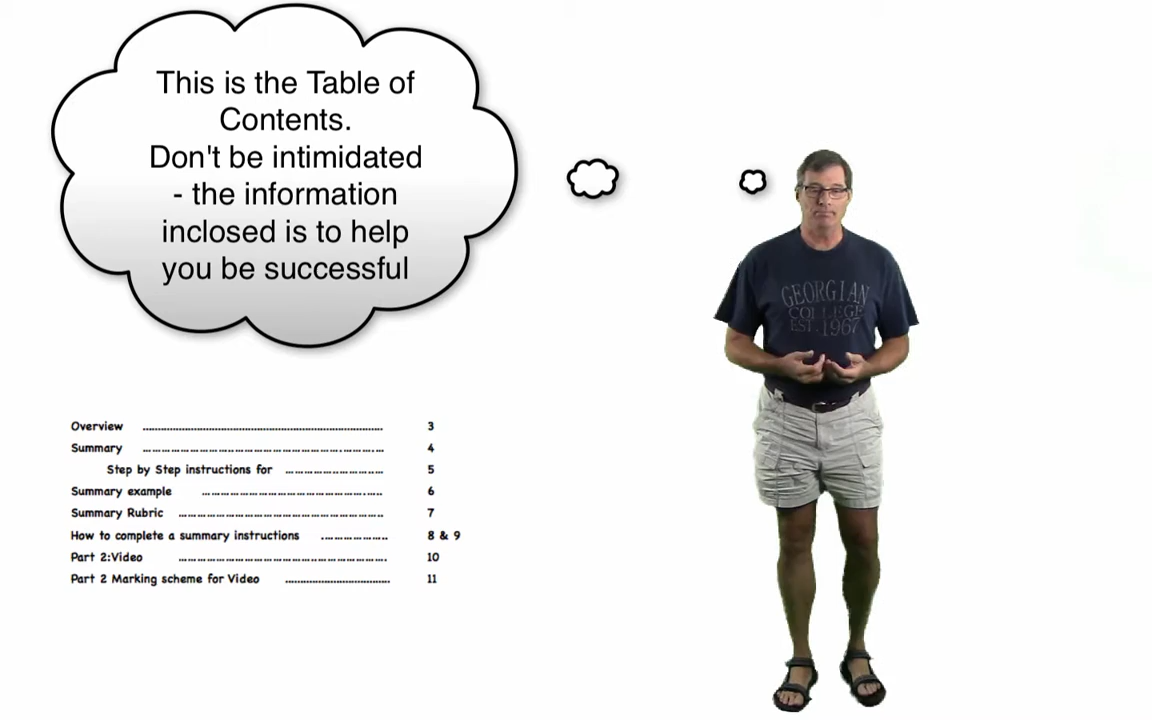 This is the Table of
Contents.
Don't be intimidated
- the information
inclosed is to help
you be successful
GEORGIAN
COLLEGE
EST. 1967
Overview ........................................ 3
Summary ........................................ 4
Step by Step instructions for ................ 5
Summary example .............................. 6
Summary Rubric .................................. 7
How to complete a summary instructions ........... 8 & 9
Part 2:Video ................................... 10
Part 2 Marking scheme for Video .................. 11